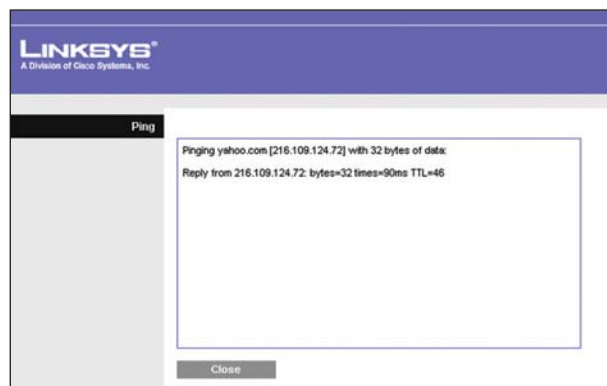 LINKSYS®
A Division of Cisco Systems, Inc.
Ping
Pinging yahoo.com [216.109.124.72] with 32 bytes of data:
Reply from 216.109.124.72: bytes=32 times=90ms TTL=46
Close